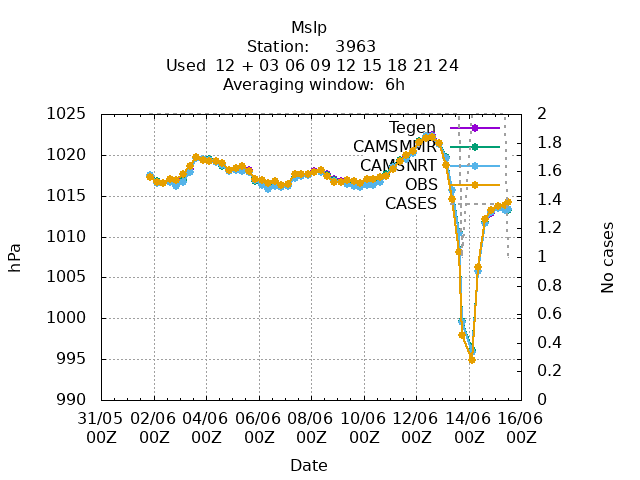 Mslp
Station: 3963
Used 12 + 03 06 09 12 15 18 21 24
Averaging window: 6h
1025
1020
1015
1010
1005
1000
995
990
hPa
2
1.8
1.6
1.4
1.2
1
0.8
0.6
0.4
0.2
0
No cases
Tegen
CAMSMNR
CAMSNRT
OBS
CASES
31/05 02/06 04/06 06/06 08/06 10/06 12/06 14/06 16/06
00Z 00Z 00Z 00Z 00Z 00Z 00Z 00Z 00Z
Date